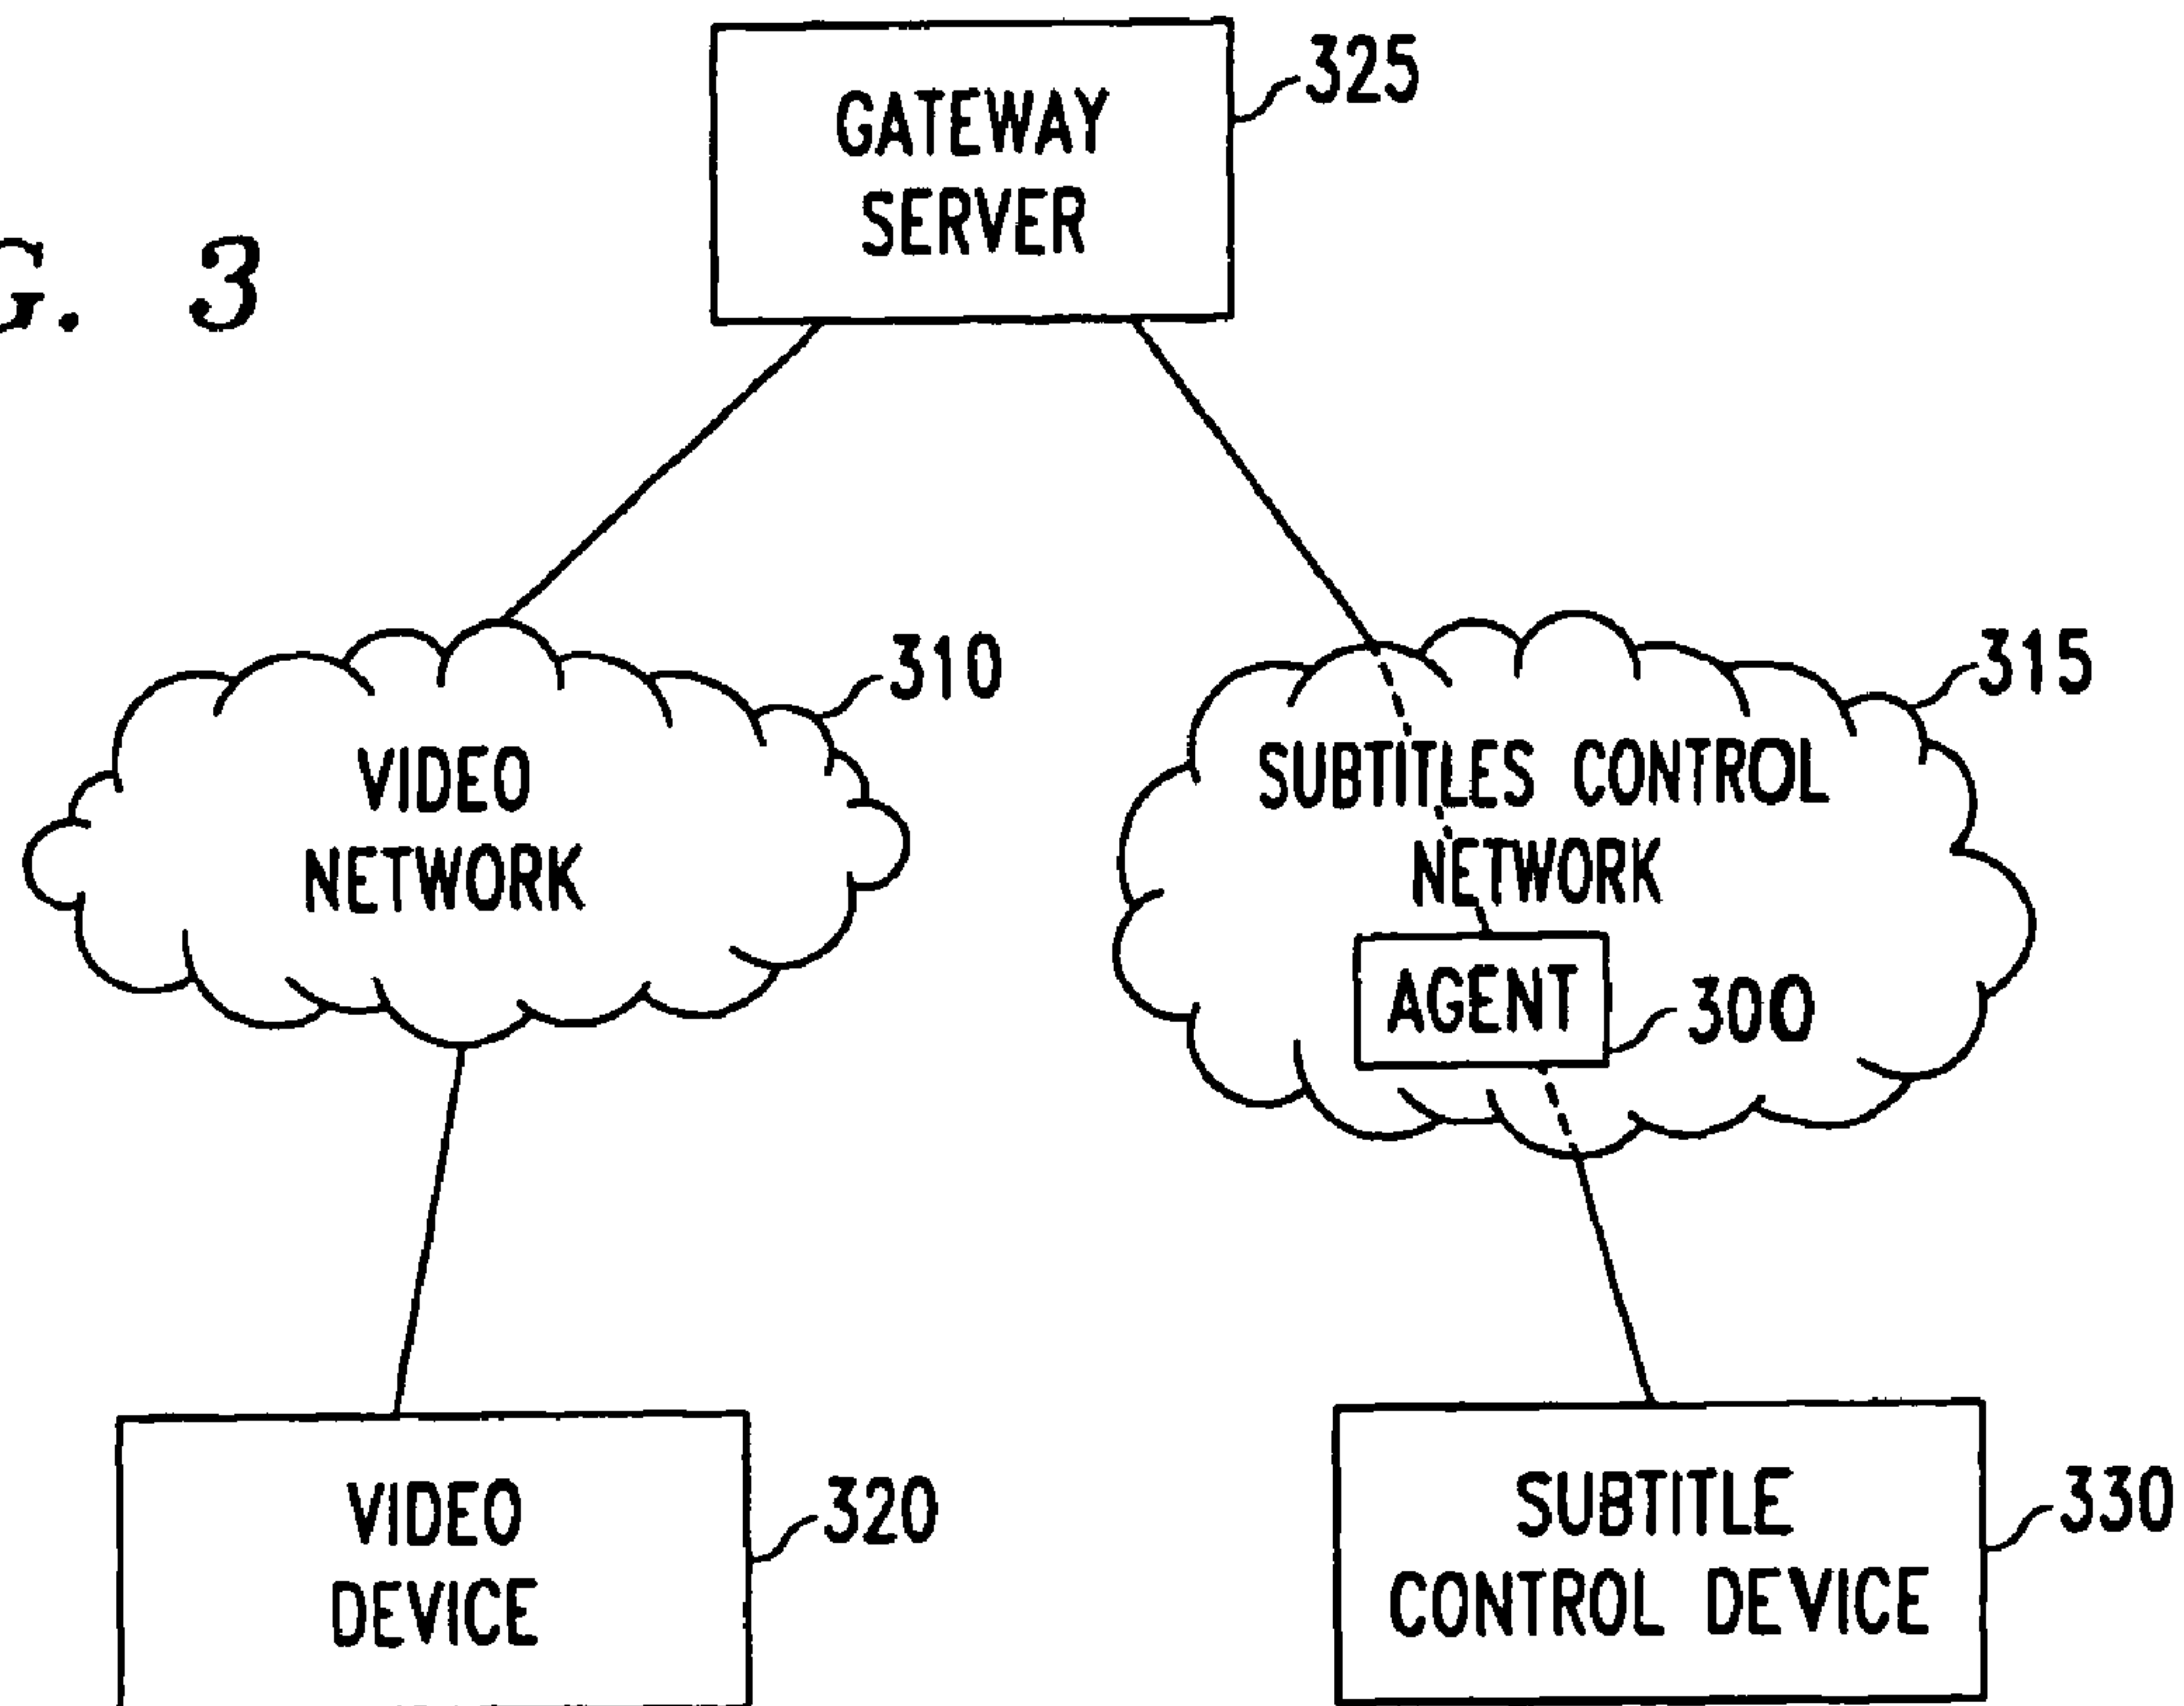 GATEWAY
SERVER
325
G. 3
310
315
VIDEO
NETWORK
SUBTITLES CONTROL
NETWORK
AGENT
300
VIDEO
DEVICE
320
SUBTITLE
CONTROL DEVICE
330